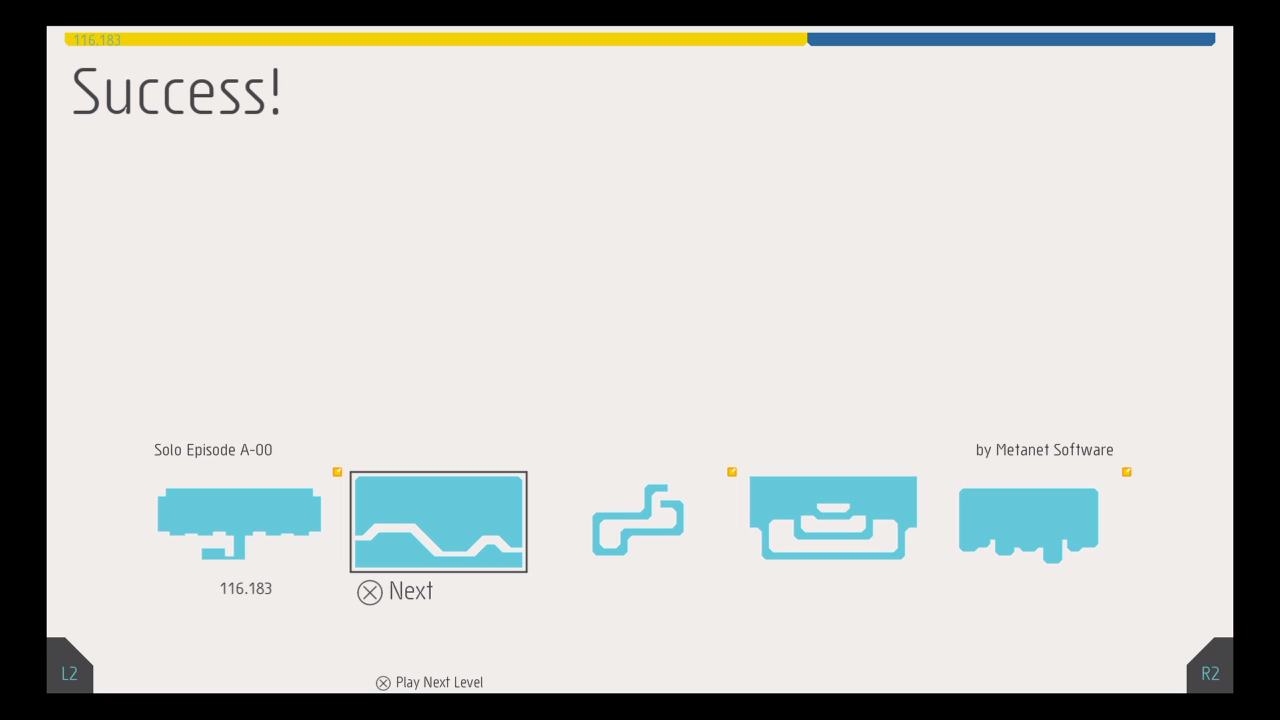 116.183
Success!
Solo Episode A-00
by Metanet Software
116.183
Next
L2
R2
Play Next Level